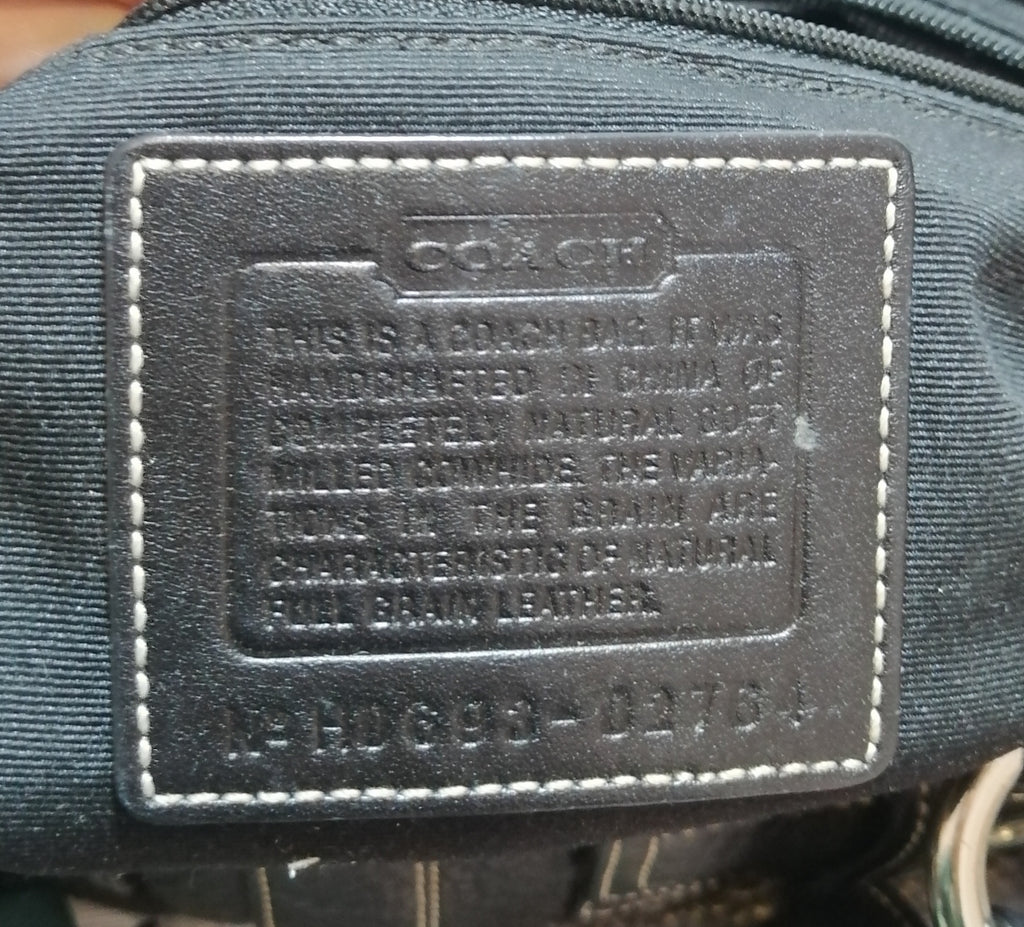 COACH
THIS IS A COACH BAG. IT WAS
HANDCRAFTED IN CHINA OF
COMPLETELY NATURAL SOFT
MILLED COWHIDE. THE VARIA-
TIONS IN THE GRAIN ARE
CHARACTERISTIC OF NATURAL
FULL GRAIN LEATHER.
Nº